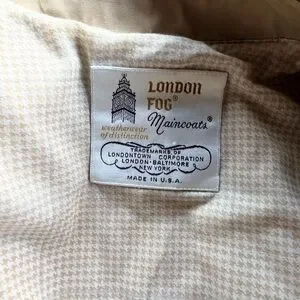 LONDON
FOG®
Maincoats®
weatherwear
of distinction
TRADEMARKS OF
LONDONTOWN CORPORATION
LONDON·BALTIMORE
NEW YORK
MADE IN U.S.A.